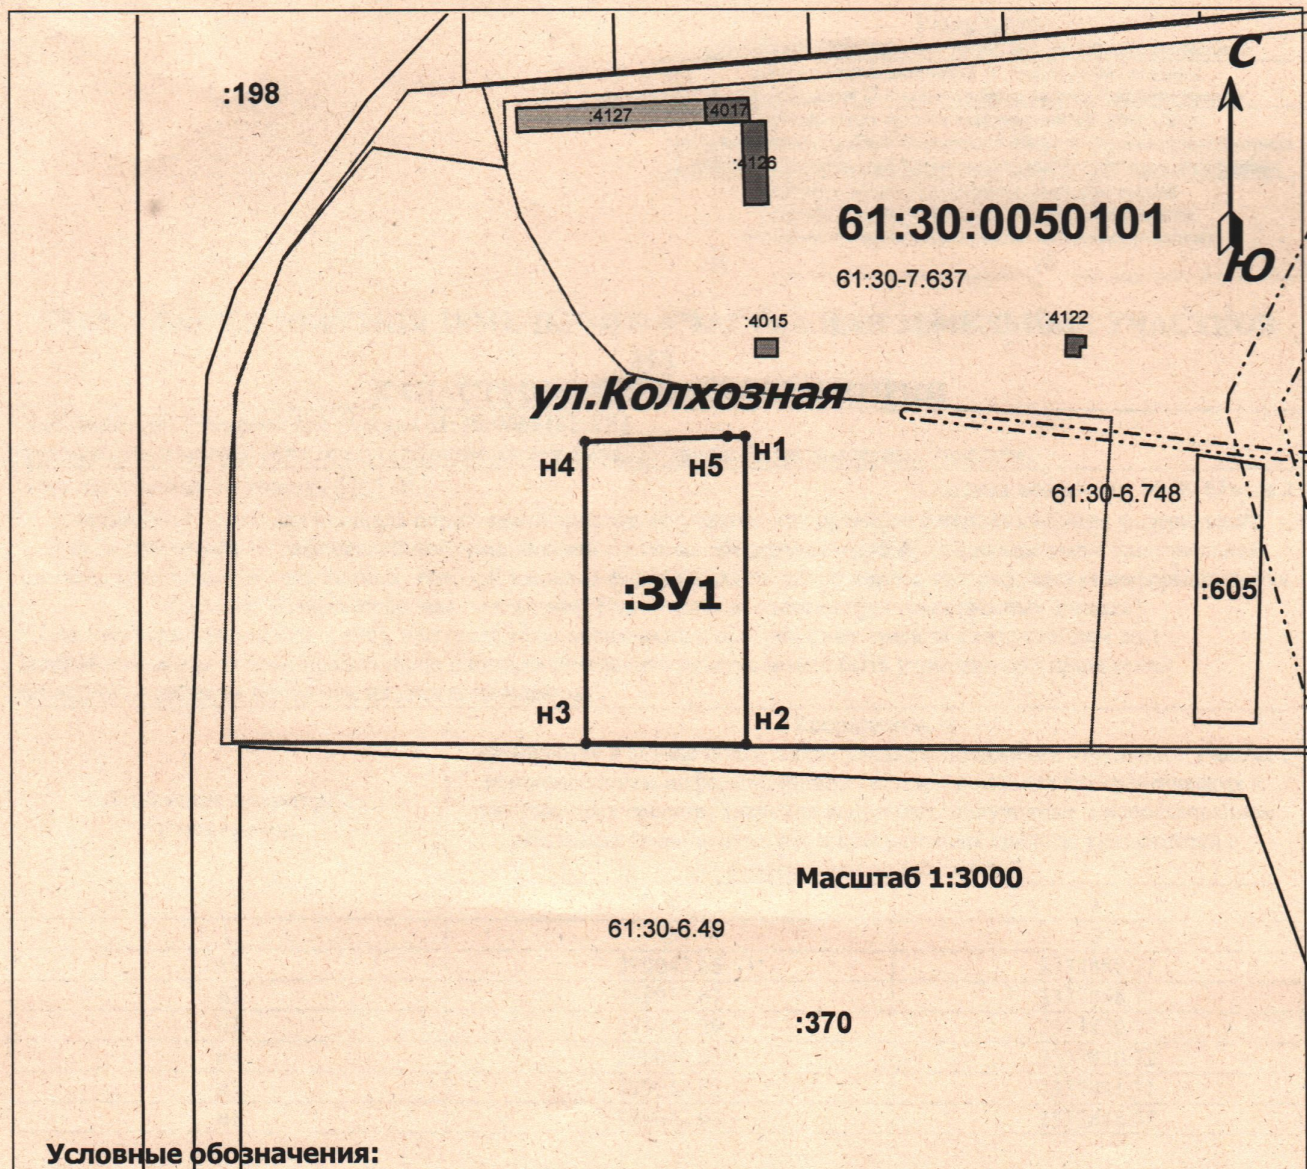 С
:198
:4127
:4017
:4126
61:30:0050101
Ю
61:30-7.637
:4015
:4122
ул.Колхозная
н4
н5
н1
61:30-6.748
:ЗУ1
:605
н3
н2
Масштаб 1:3000
61:30-6.49
:370
Условные обозначения: